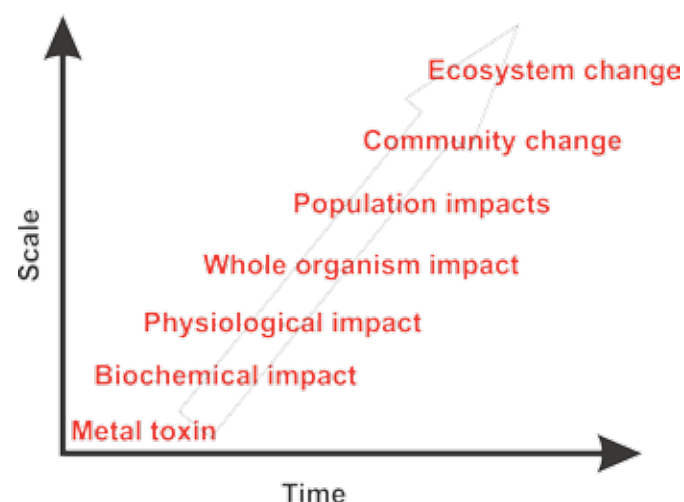 Ecosystem change
Community change
Population impacts
Whole organism impact
Physiological impact
Biochemical impact
Metal toxin
Scale
Time